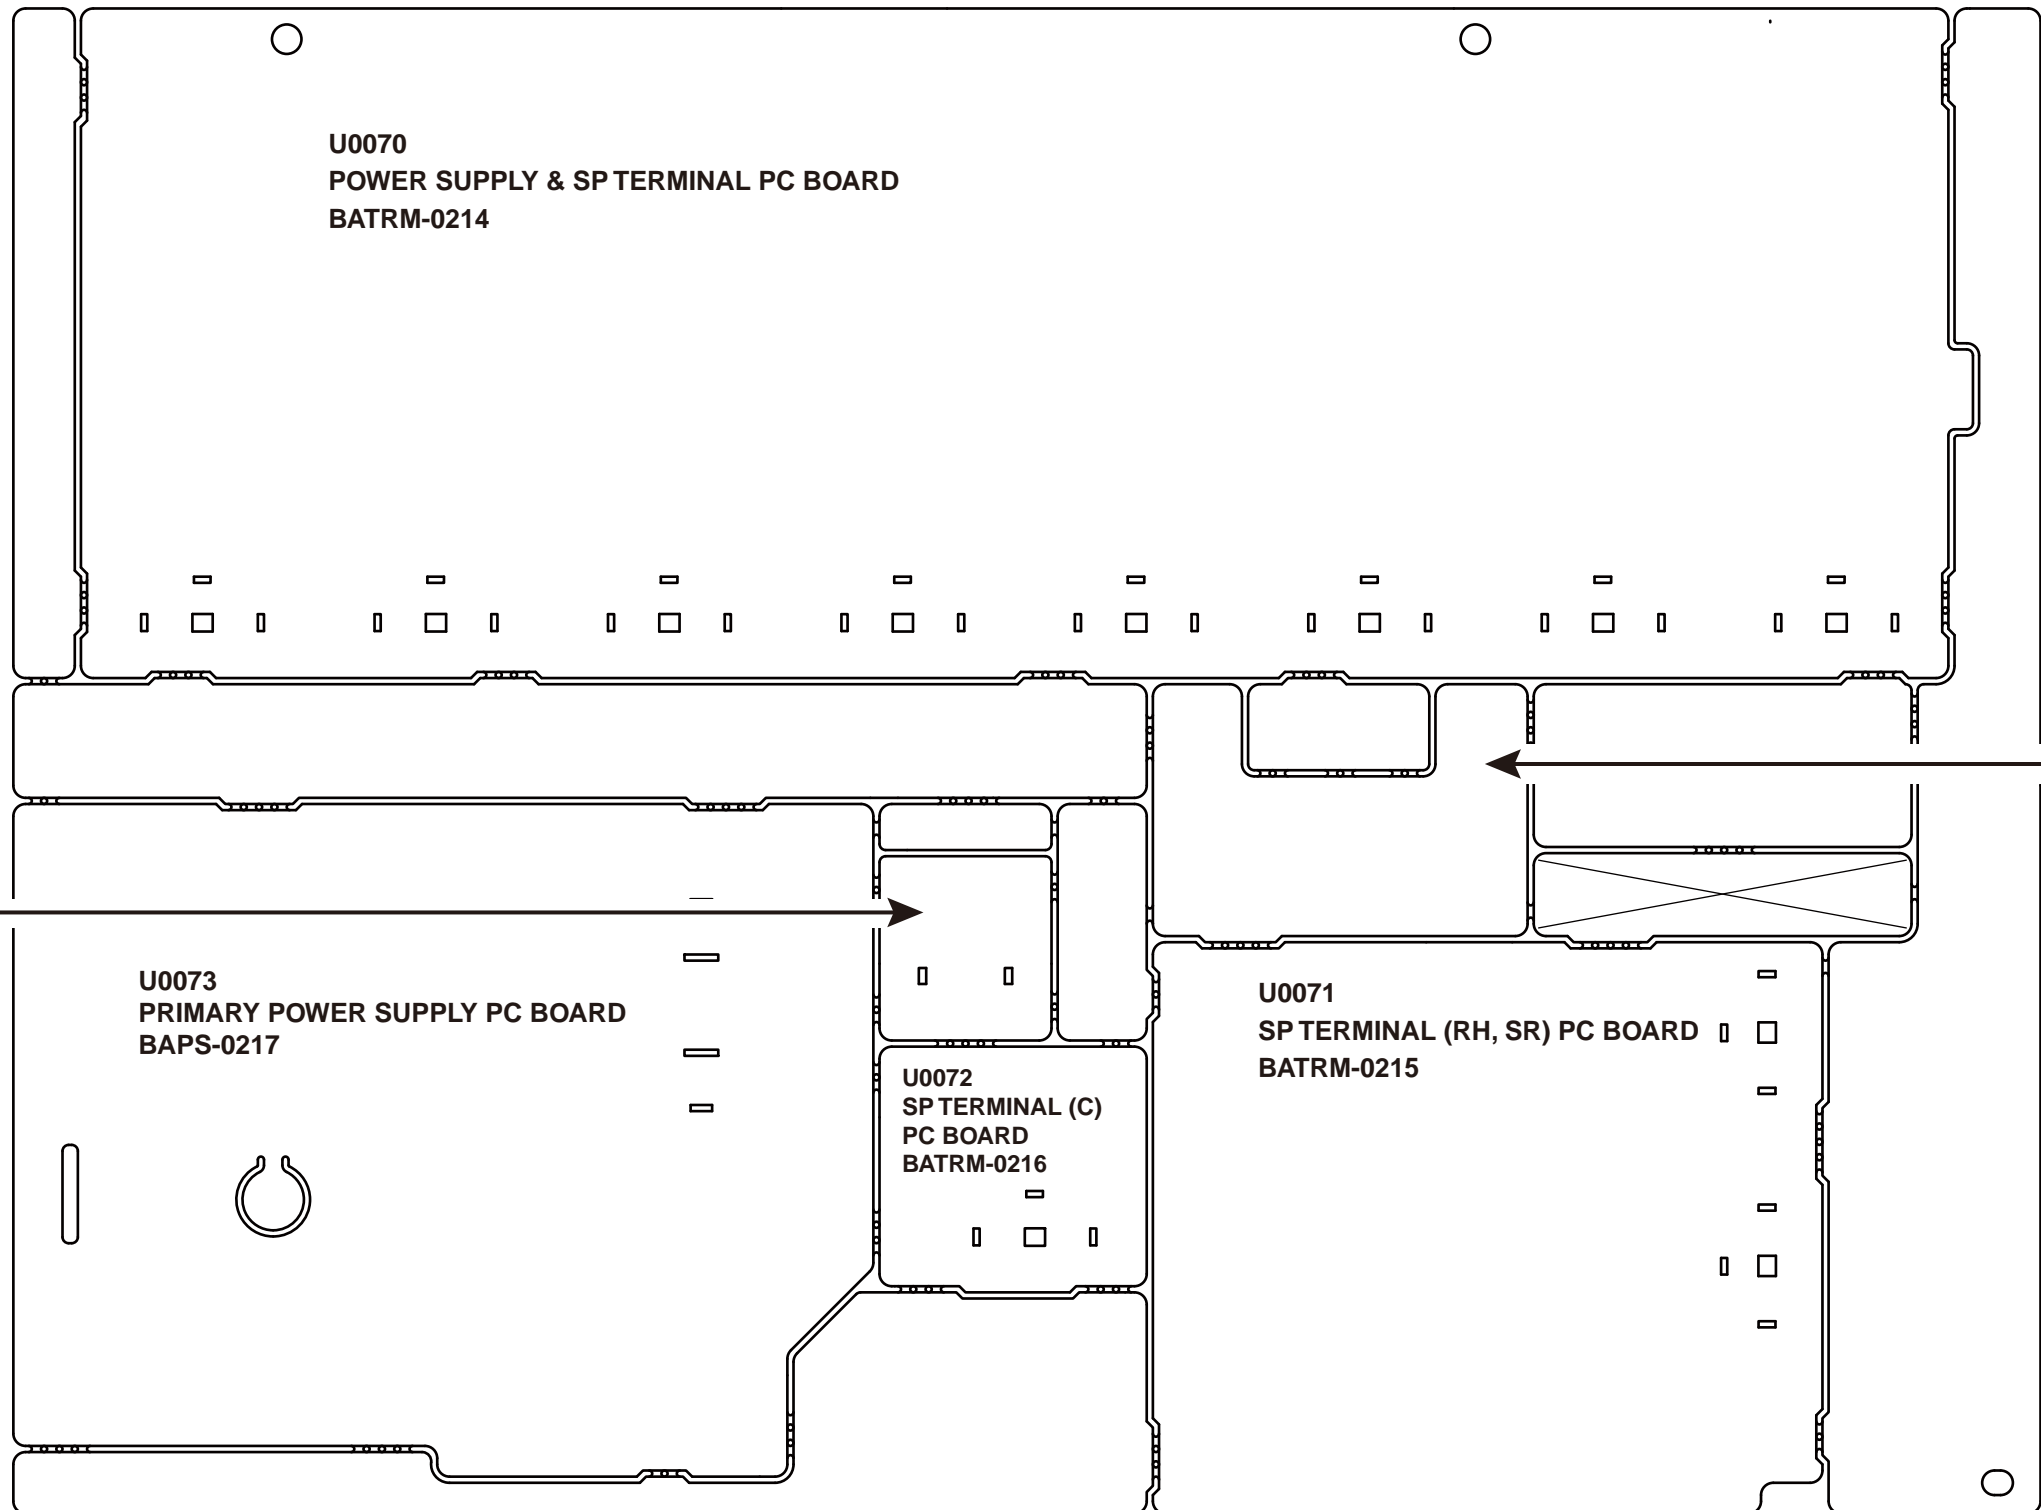 U0070
POWER SUPPLY & SP TERMINAL PC BOARD
BATRM-0214
U0073
PRIMARY POWER SUPPLY PC BOARD
BAPS-0217
U0072
SP TERMINAL (C)
PC BOARD
BATRM-0216
U0071
SP TERMINAL (RH, SR) PC BOARD
BATRM-0215